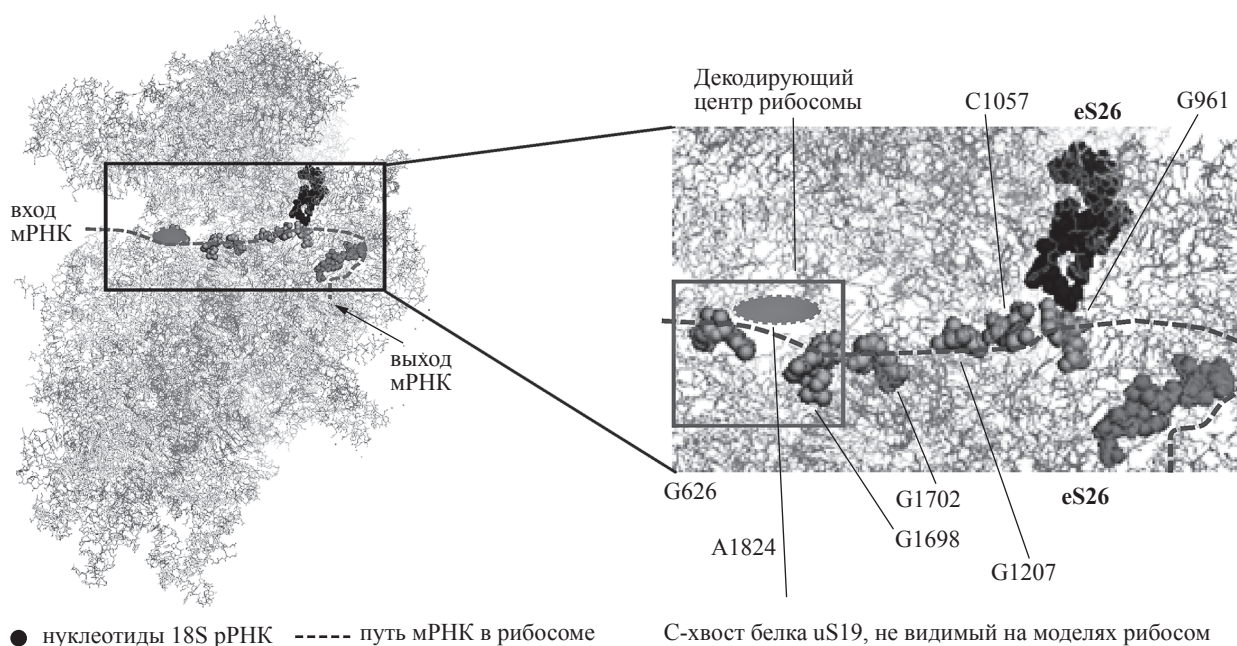 Декодирующий
центр рибосомы
C1057
eS26
G961
вход
мРНК
выход
мРНК
G626
A1824
G1702
G1698
eS26
G1207
нуклеотиды 18S рРНК
путь мРНК в рибосоме
C-хвост белка uS19, не видимый на моделях рибосом